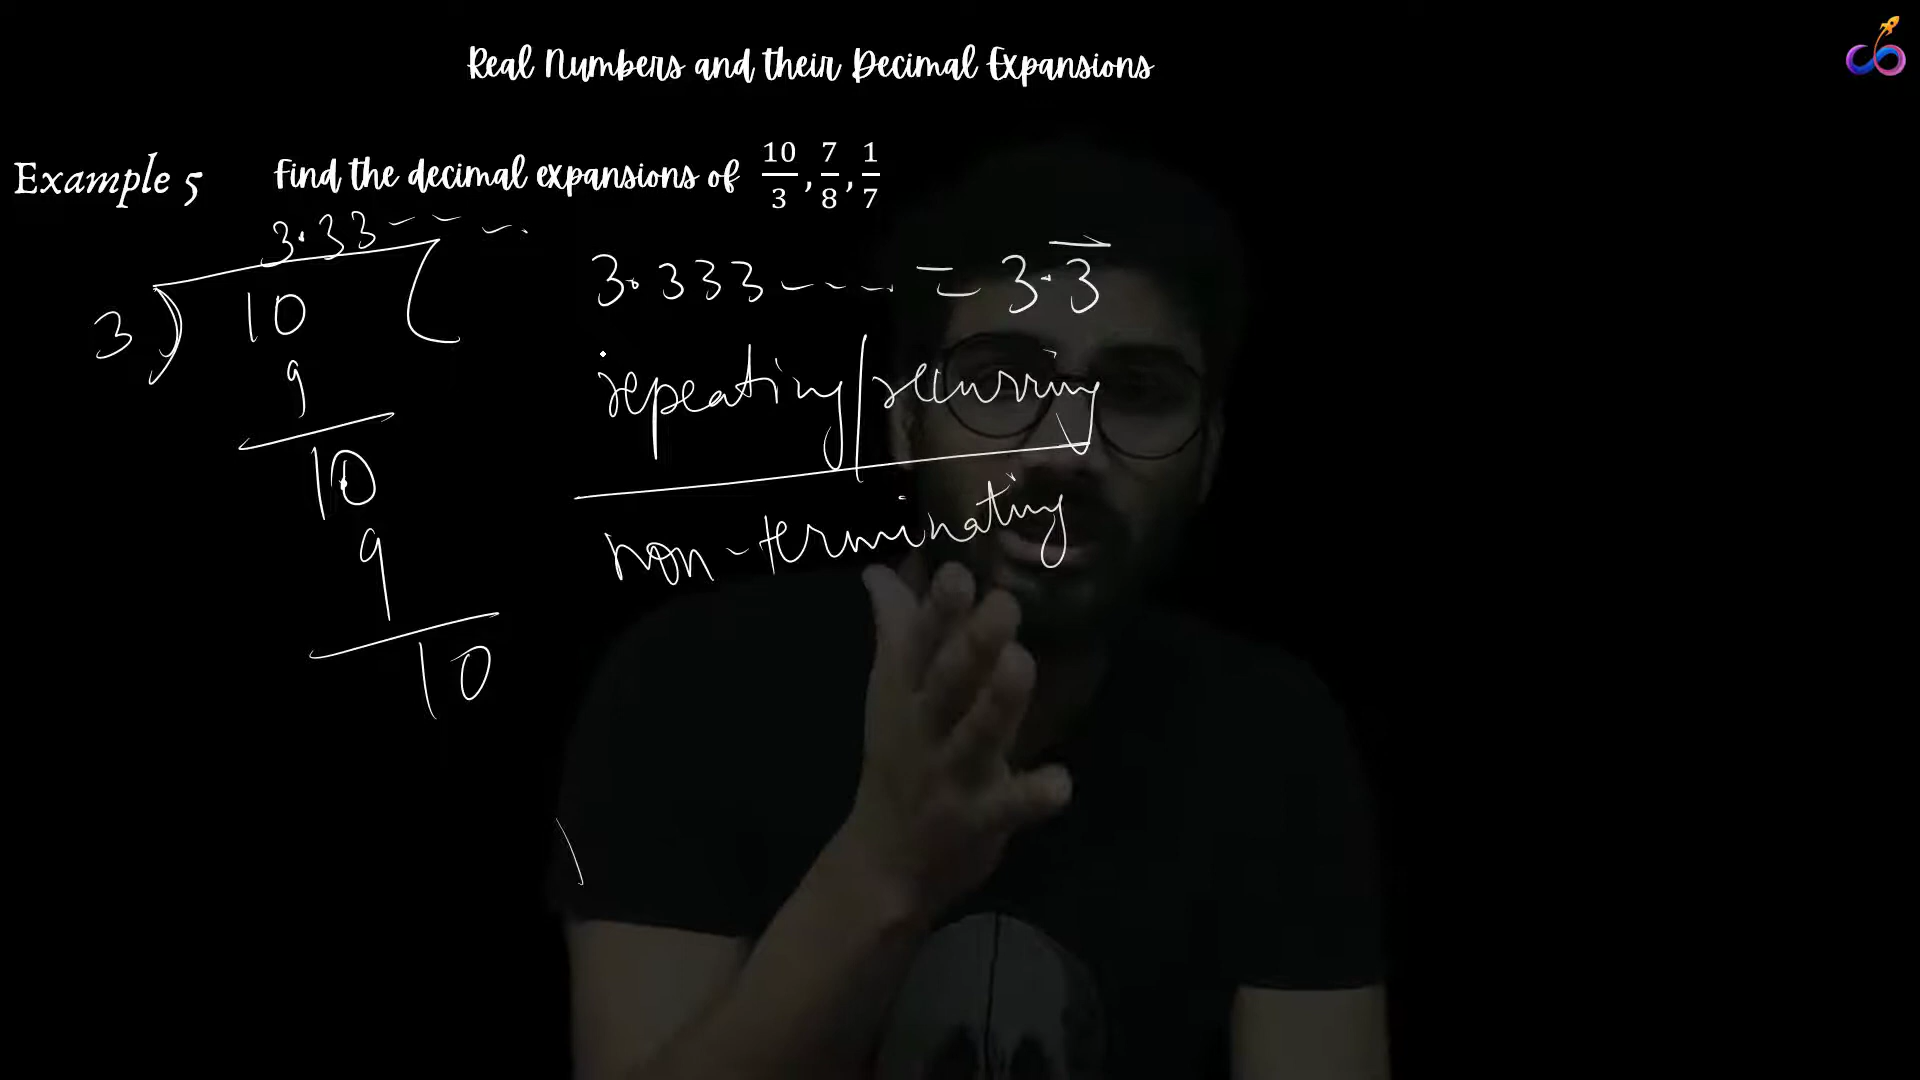 Real Numbers and their Decimal Expansions
Example 5 Find the decimal expansions of 10/3, 7/8, 1/7
3.33 - - - -
3) 10 (
9
10
9
10
3.333 - - - - . = 3.3̅
repeating/recurring
non-terminating